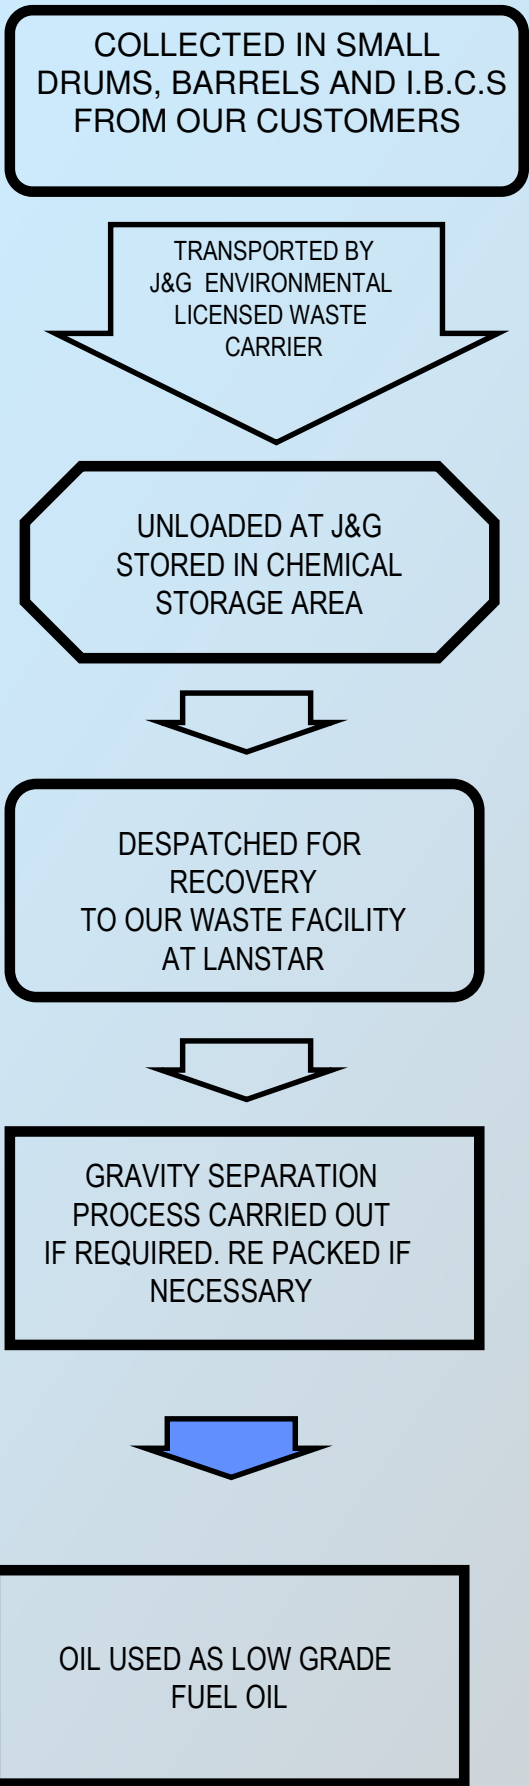 COLLECTED IN SMALL
DRUMS, BARRELS AND I.B.C.S
FROM OUR CUSTOMERS
TRANSPORTED BY
J&G ENVIRONMENTAL
LICENSED WASTE
CARRIER
UNLOADED AT J&G
STORED IN CHEMICAL
STORAGE AREA
DESPATCHED FOR
RECOVERY
TO OUR WASTE FACILITY
AT LANSTAR
GRAVITY SEPARATION
PROCESS CARRIED OUT
IF REQUIRED. RE PACKED IF
NECESSARY
OIL USED AS LOW GRADE
FUEL OIL